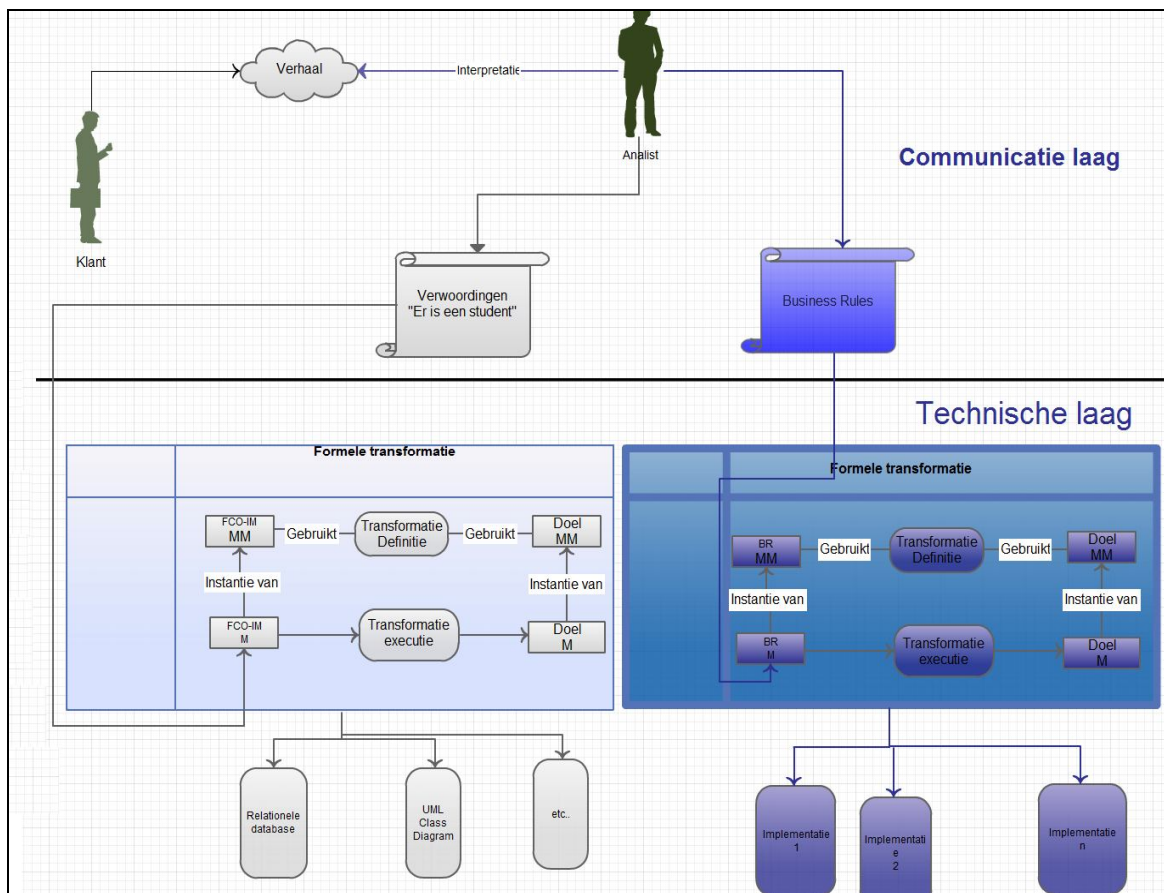 Verhaal
Interpretatie
Analist
Klant
Communicatie laag
Verwoordingen
"Er is een student"
Business Rules
Technische laag
Formele transformatie
FCO-IM
MM
Gebruikt
Transformatie
Definitie
Gebruikt
Doel
MM
Instantie van
Instantie van
FCO-IM
M
Transformatie
executie
Doel
M
Formele transformatie
BR
MM
Gebruikt
Transformatie
Definitie
Gebruikt
Doel
MM
Instantie van
Instantie van
BR
M
Transformatie
executie
Doel
M
Relationele
database
UML
Class
Diagram
etc..
Implementatie
1
Implementati
e
2
Implementatie
n